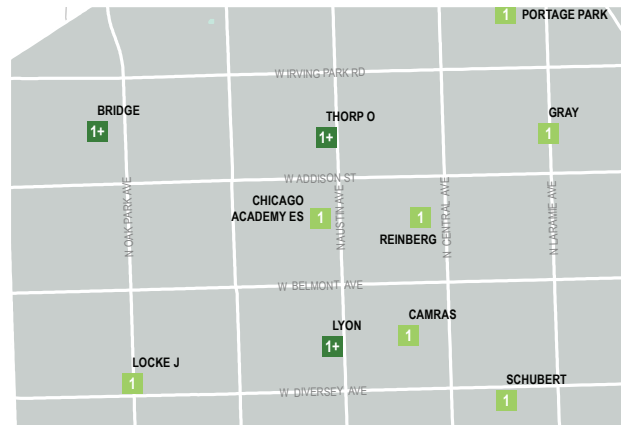 1 PORTAGE PARK
W IRVING PARK RD
BRIDGE
1+
THORP O
1+
GRAY
1
W ADDISON ST
N OAK PARK AVE
CHICAGO
ACADEMY ES
1
N AUSTIN AVE
1
REINBERG
N CENTRAL AVE
N LARAMIE AVE
W BELMONT AVE
LYON
1+
CAMRAS
1
LOCKE J
1
W DIVERSEY AVE
SCHUBERT
1